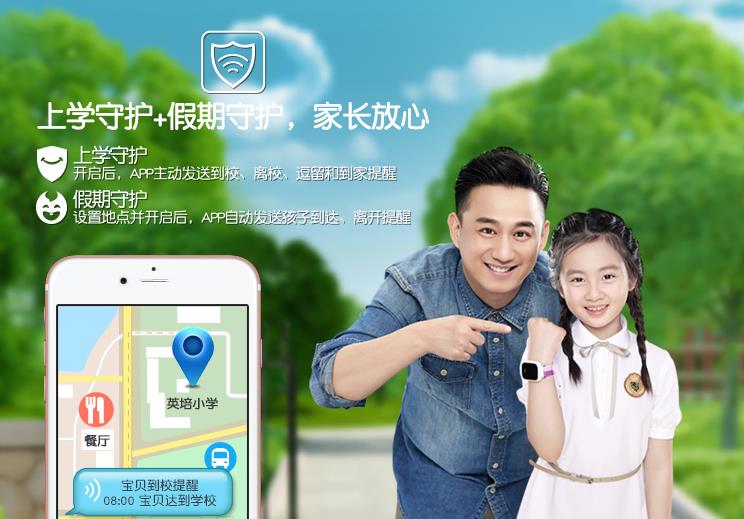 上学守护+假期守护，家长放心
上学守护
开启后，APP主动发送到校、离校、逗留和到家提醒
假期守护
设置地点并开启后，APP自动发送孩子到达、离开提醒
英培小学
餐厅
宝贝到校提醒
08:00 宝贝达到学校